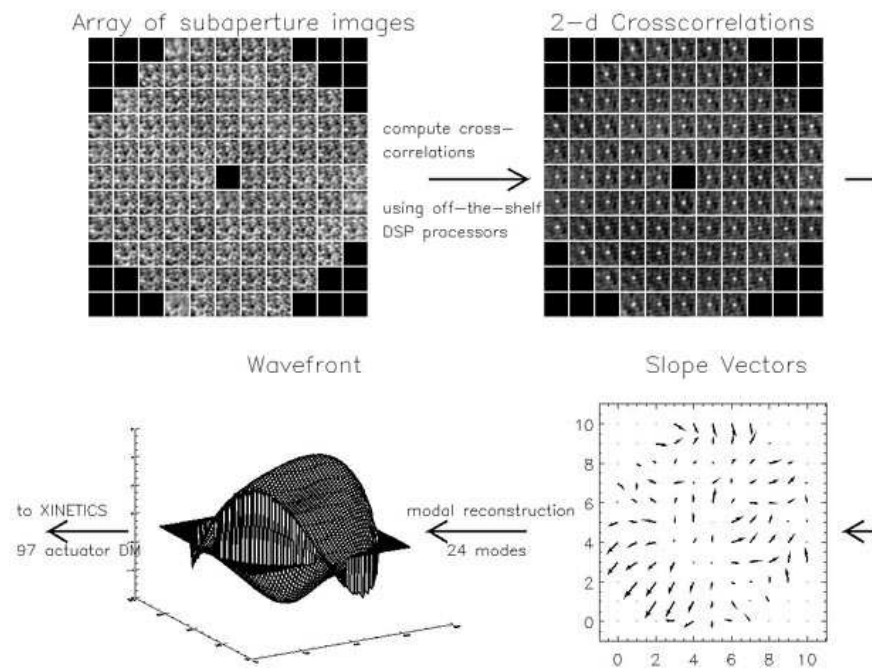 Array of subaperture images
2-d Crosscorrelations
compute cross-
correlations
using off-the-shelf
DSP processors
Wavefront
Slope Vectors
to XINETICS
97 actuator DM
modal reconstruction
24 modes
10
8
6
4
2
0
0 2 4 6 8 10